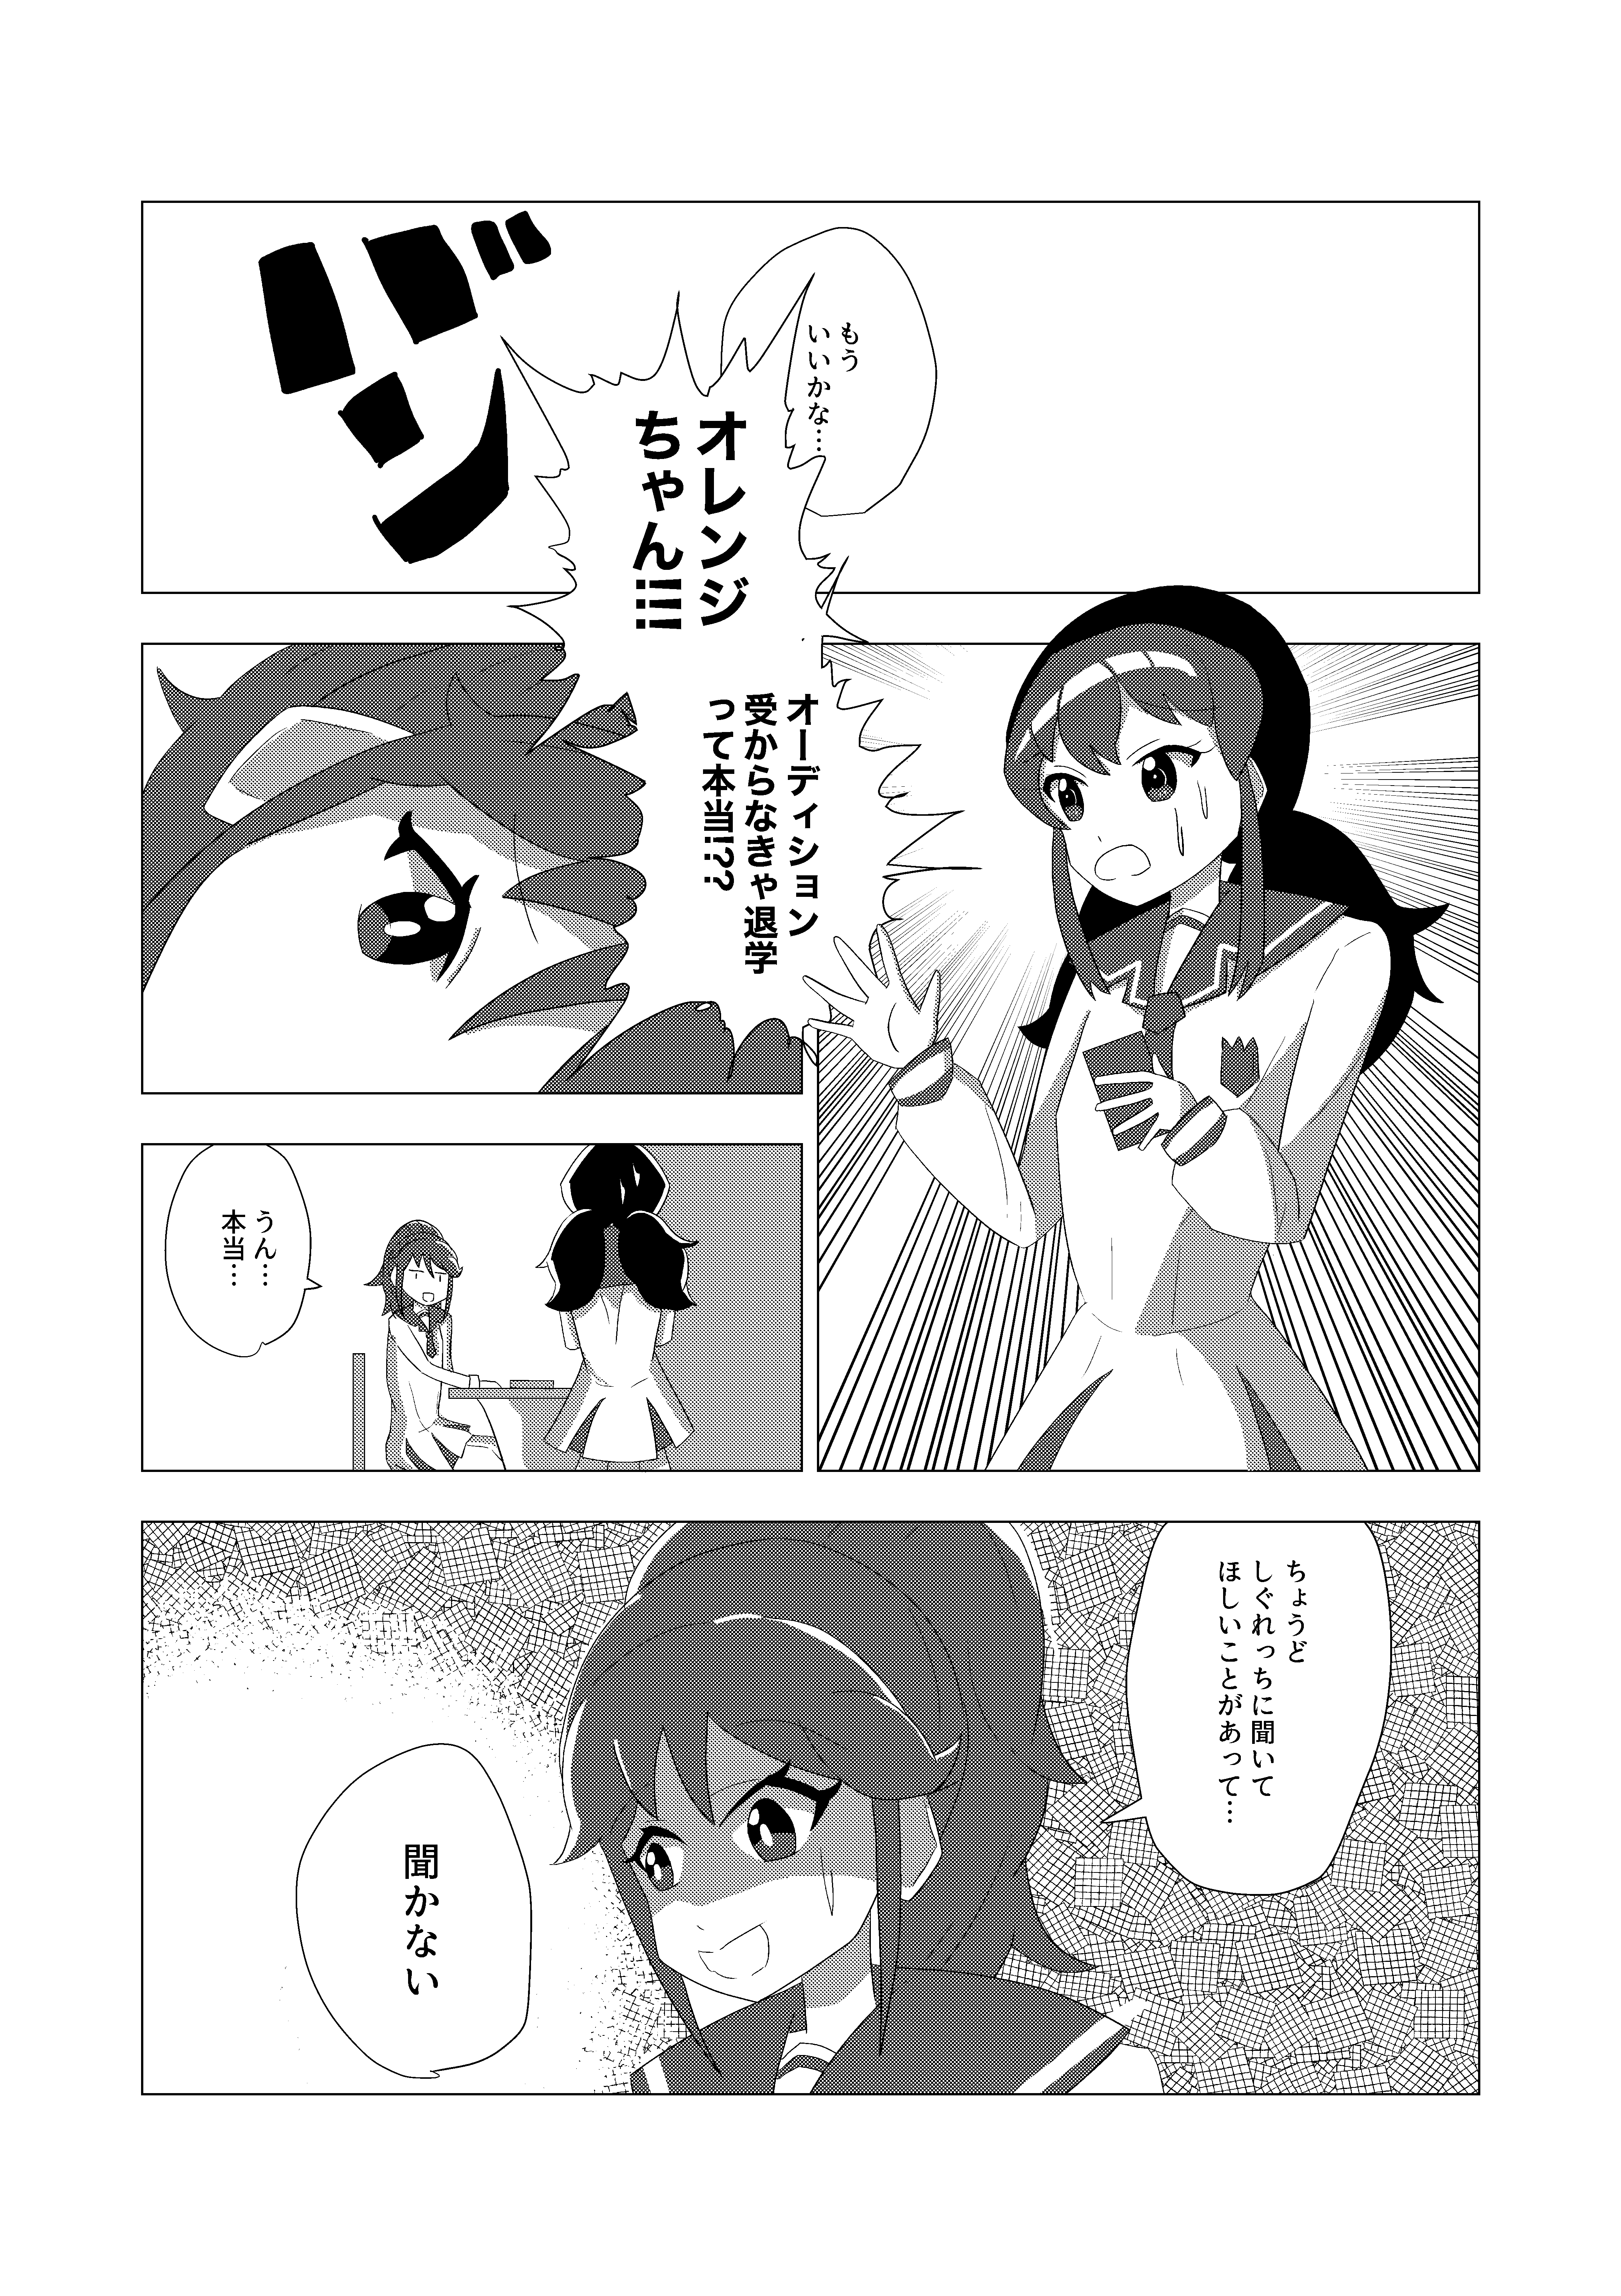 もう
いいかな…
バン
オレンジ
ちゃん!!!
オーディション
受からなきゃ退学
って本当!??
うん…
本当…
ちょうど
しぐれっちに聞いて
ほしいことがあって…
聞かない